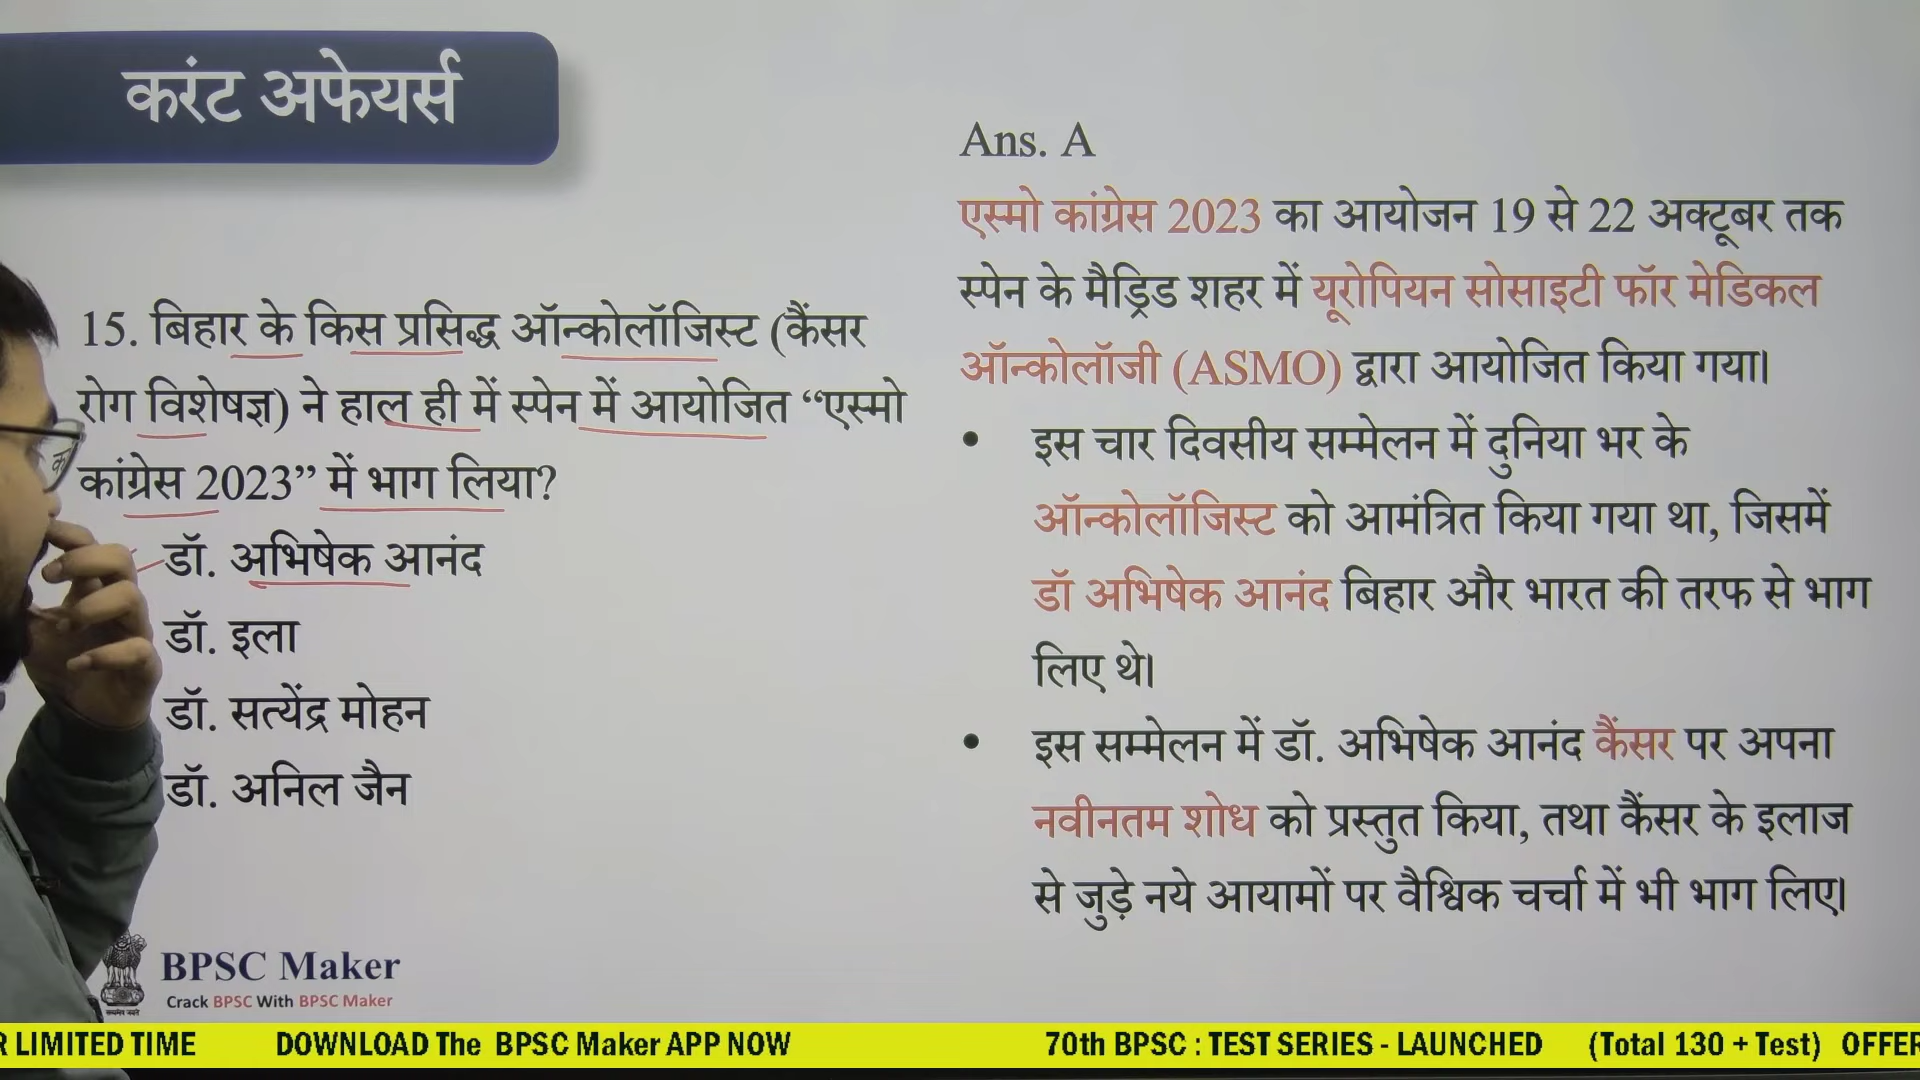 करंट अफेयर्स
15. बिहार के किस प्रसिद्ध ऑन्कोलॉजिस्ट (कैंसर
रोग विशेषज्ञ) ने हाल ही में स्पेन में आयोजित “एस्मो
कांग्रेस 2023” में भाग लिया?
डॉ. अभिषेक आनंद
डॉ. इला
डॉ. सत्येंद्र मोहन
डॉ. अनिल जैन
Ans. A
एस्मो कांग्रेस 2023 का आयोजन 19 से 22 अक्टूबर तक
स्पेन के मैड्रिड शहर में यूरोपियन सोसाइटी फॉर मेडिकल
ऑन्कोलॉजी (ASMO) द्वारा आयोजित किया गया।
• इस चार दिवसीय सम्मेलन में दुनिया भर के
ऑन्कोलॉजिस्ट को आमंत्रित किया गया था, जिसमें
डॉ अभिषेक आनंद बिहार और भारत की तरफ से भाग
लिए थे।
• इस सम्मेलन में डॉ. अभिषेक आनंद कैंसर पर अपना
नवीनतम शोध को प्रस्तुत किया, तथा कैंसर के इलाज
से जुड़े नये आयामों पर वैश्विक चर्चा में भी भाग लिए।
BPSC Maker
Crack BPSC With BPSC Maker
सत्यमेव जयते
R LIMITED TIME DOWNLOAD The BPSC Maker APP NOW 70th BPSC : TEST SERIES - LAUNCHED (Total 130 + Test) OFFER